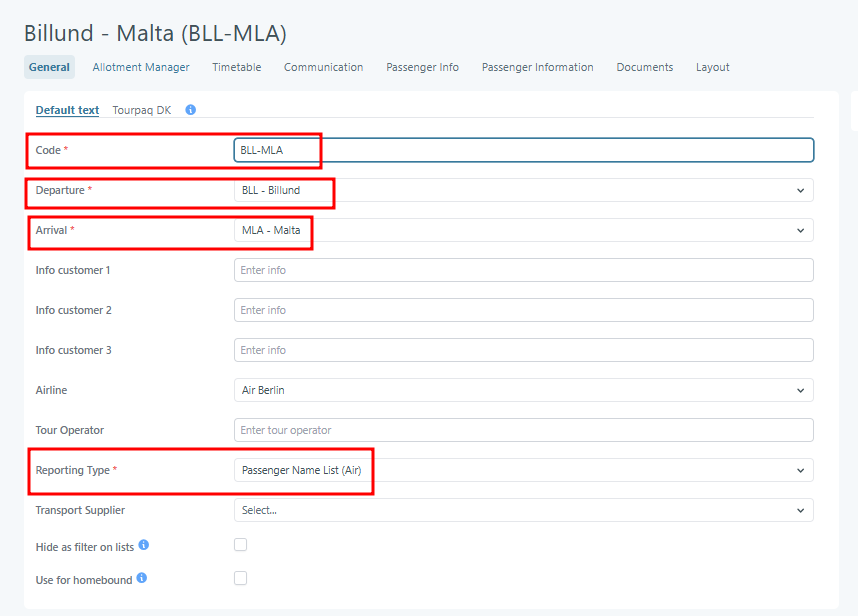 Billund - Malta (BLL-MLA)
General Allotment Manager Timetable Communication Passenger Info Passenger Information Documents Layout
Default text Tourpaq DK i
Code * BLL-MLA
Departure * BLL - Billund
Arrival * MLA - Malta
Info customer 1 Enter info
Info customer 2 Enter info
Info customer 3 Enter info
Airline Air Berlin
Tour Operator Enter tour operator
Reporting Type * Passenger Name List (Air)
Transport Supplier Select...
Hide as filter on lists i
Use for homebound i